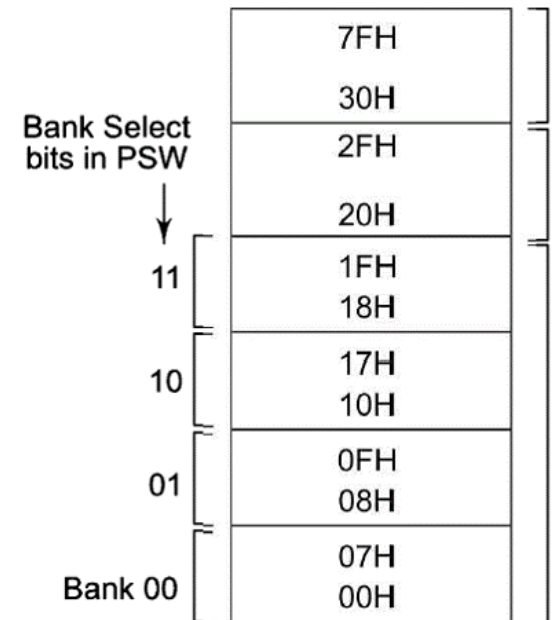 7FH
30H
Bank Select
bits in PSW
2FH
20H
11
1FH
18H
10
17H
10H
01
0FH
08H
Bank 00
07H
00H